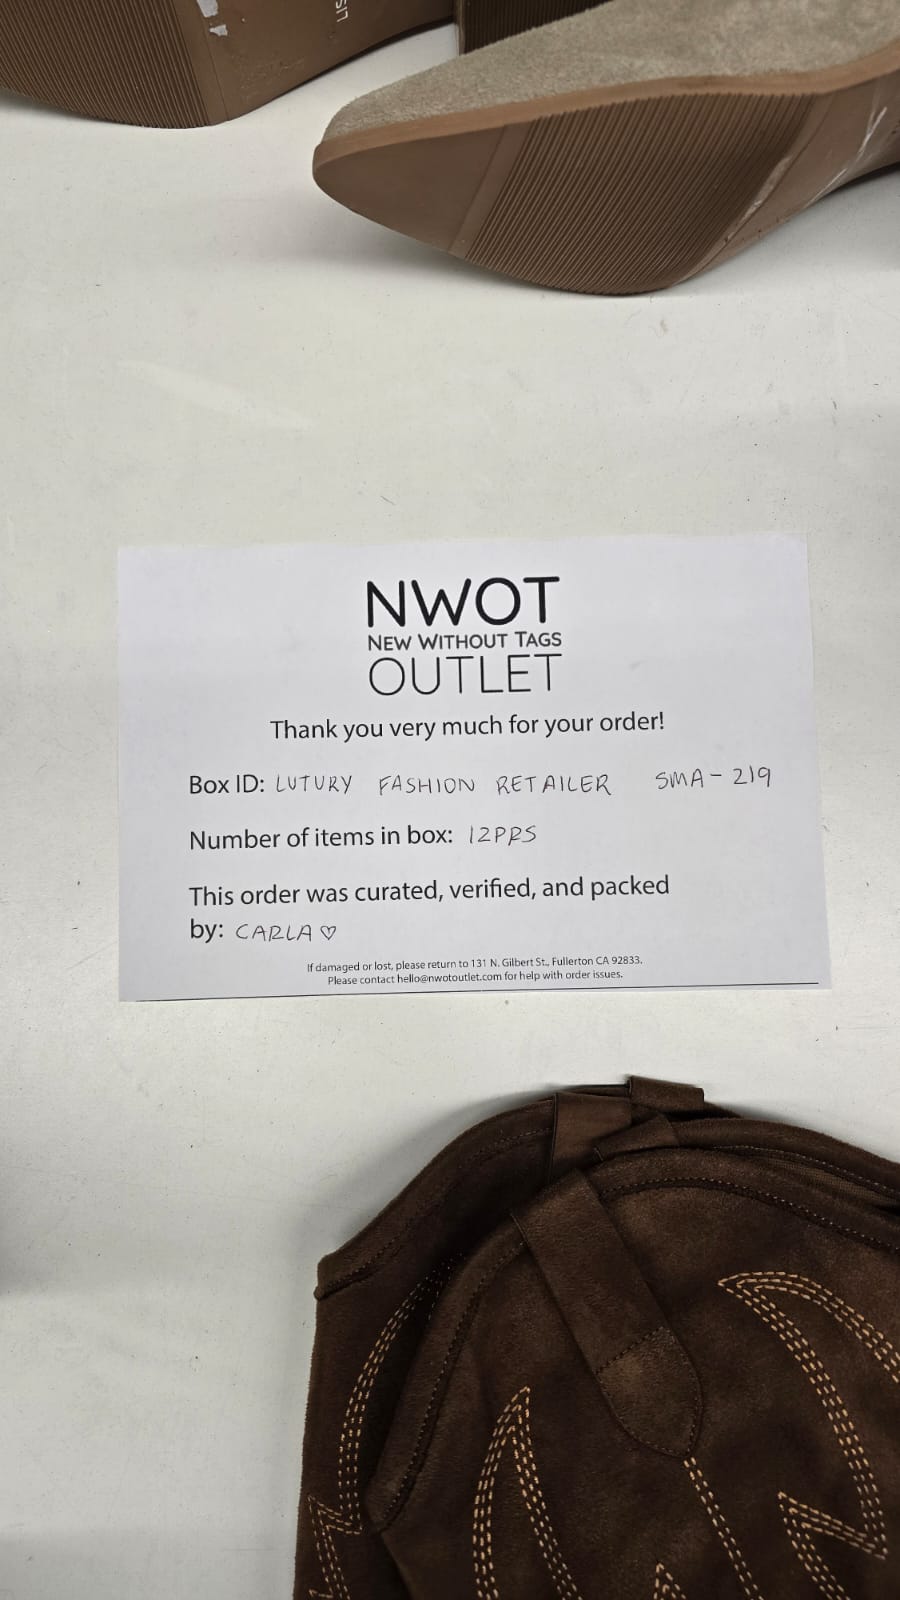 NWOT
NEW WITHOUT TAGS
OUTLET
Thank you very much for your order!
Box ID: LUTURY FASHION RETAILER SMA-219
Number of items in box: 12PRS
This order was curated, verified, and packed
by: CARLA ♡
If damaged or lost, please return to 131 N. Gilbert St., Fullerton CA 92833.
Please contact hello@nwotoutlet.com for help with order issues.